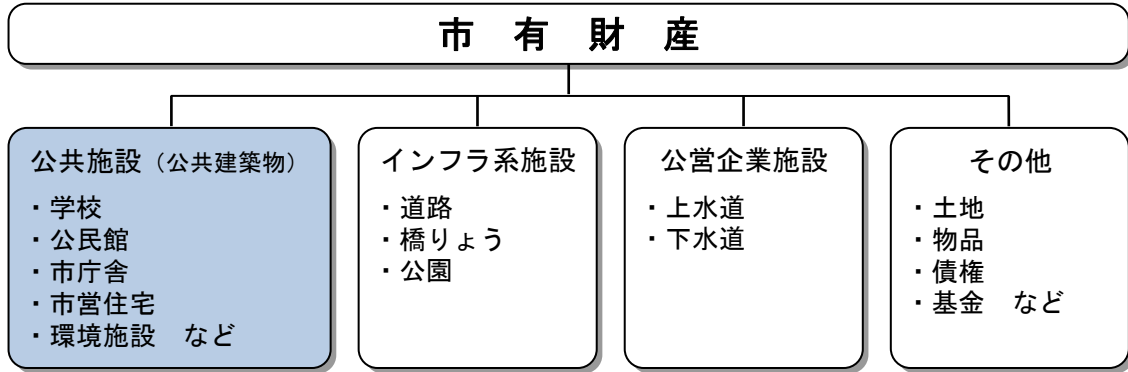 市　有　財　産
公共施設（公共建築物）
・学校
・公民館
・市庁舎
・市営住宅
・環境施設　など
インフラ系施設
・道路
・橋りょう
・公園
公営企業施設
・上水道
・下水道
その他
・土地
・物品
・債権
・基金　など